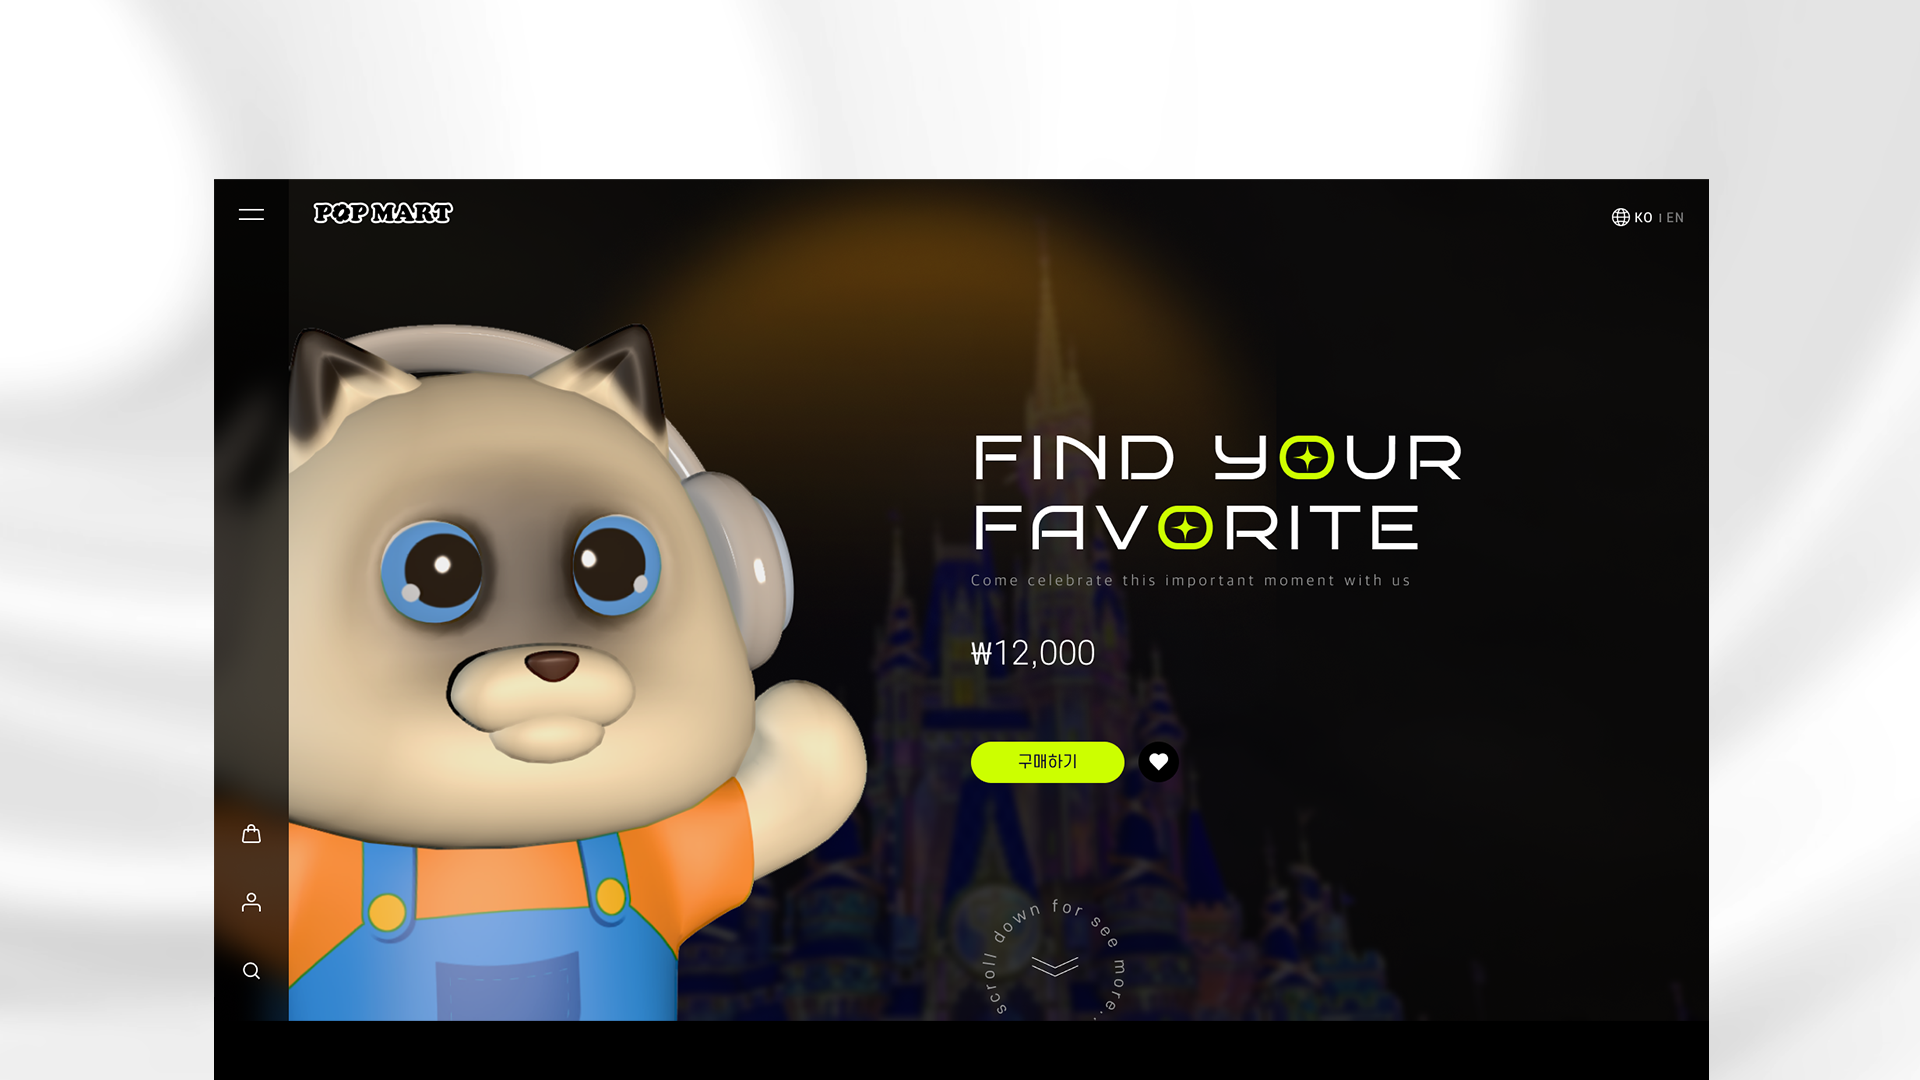 POP MART
KO | EN
FIND YOUR
FAVORITE
Come celebrate this important moment with us
₩12,000
구매하기
scroll down for see more...